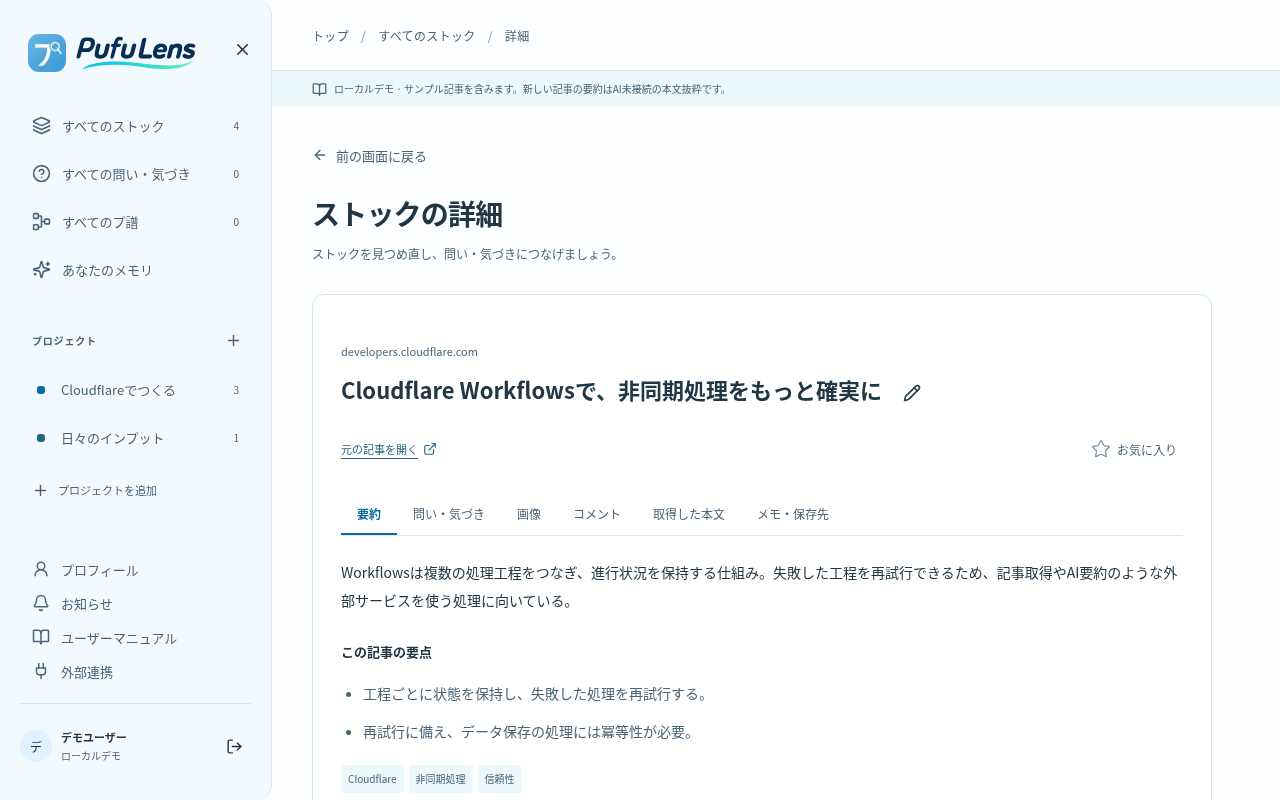 プ PufuLens
すべてのストック 4
すべての問い・気づき 0
すべてのプ譜 0
あなたのメモリ
プロジェクト
Cloudflareでつくる 3
日々のインプット 1
プロジェクトを追加
プロフィール
お知らせ
ユーザーマニュアル
外部連携
デ デモユーザー
ローカルデモ
トップ / すべてのストック / 詳細
ローカルデモ · サンプル記事を含みます。新しい記事の要約はAI未接続の本文抜粋です。
前の画面に戻る
ストックの詳細
ストックを見つめ直し、問い・気づきにつなげましょう。
developers.cloudflare.com
Cloudflare Workflowsで、非同期処理をもっと確実に
元の記事を開く
お気に入り
要約 問い・気づき 画像 コメント 取得した本文 メモ・保存先
Workflowsは複数の処理工程をつなぎ、進行状況を保持する仕組み。失敗した工程を再試行できるため、記事取得やAI要約のような外
部サービスを使う処理に向いている。
この記事の要点
• 工程ごとに状態を保持し、失敗した処理を再試行する。
• 再試行に備え、データ保存の処理には冪等性が必要。
Cloudflare 非同期処理 信頼性